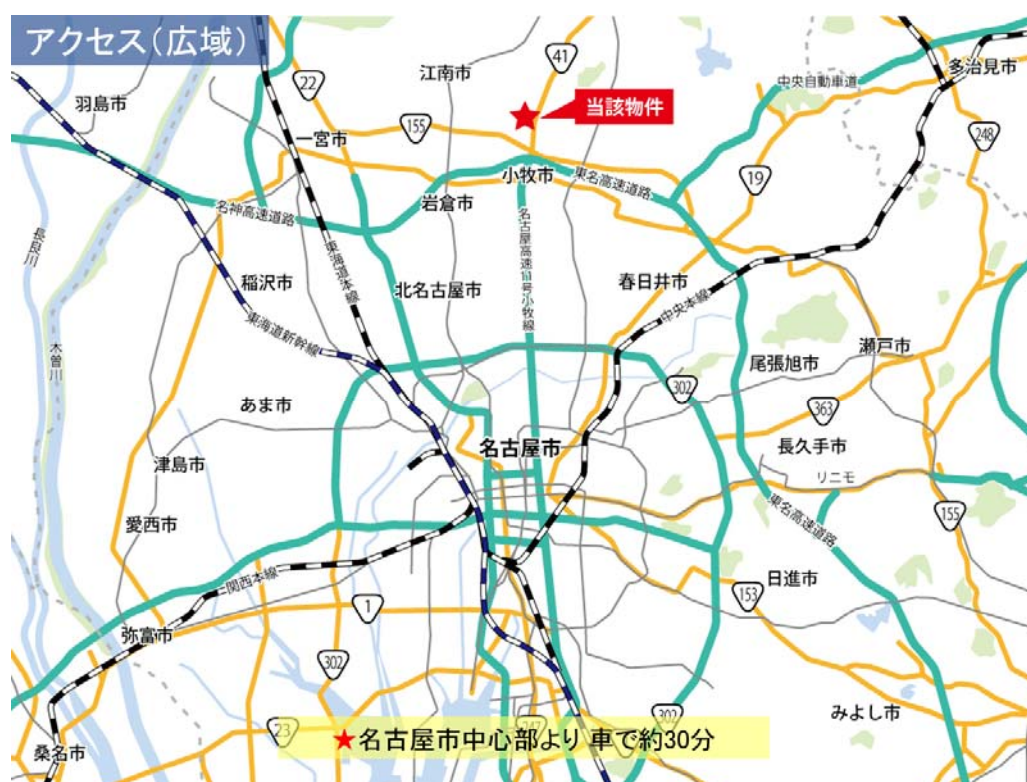 アクセス（広域）
41
多治見市
江南市
22
中央自動車道
羽島市
当該物件
155
一宮市
248
小牧市
東名高速道路
19
岩倉市
名神高速道路
長良川
名古屋高速11号小牧線
東海道本線
稲沢市
北名古屋市
春日井市
中央本線
東海道新幹線
木曽川
瀬戸市
尾張旭市
302
あま市
363
名古屋市
長久手市
津島市
リニモ
155
愛西市
東名高速道路
関西本線
日進市
153
1
弥富市
302
302
みよし市
23
247
★名古屋市中心部より 車で約30分
桑名市